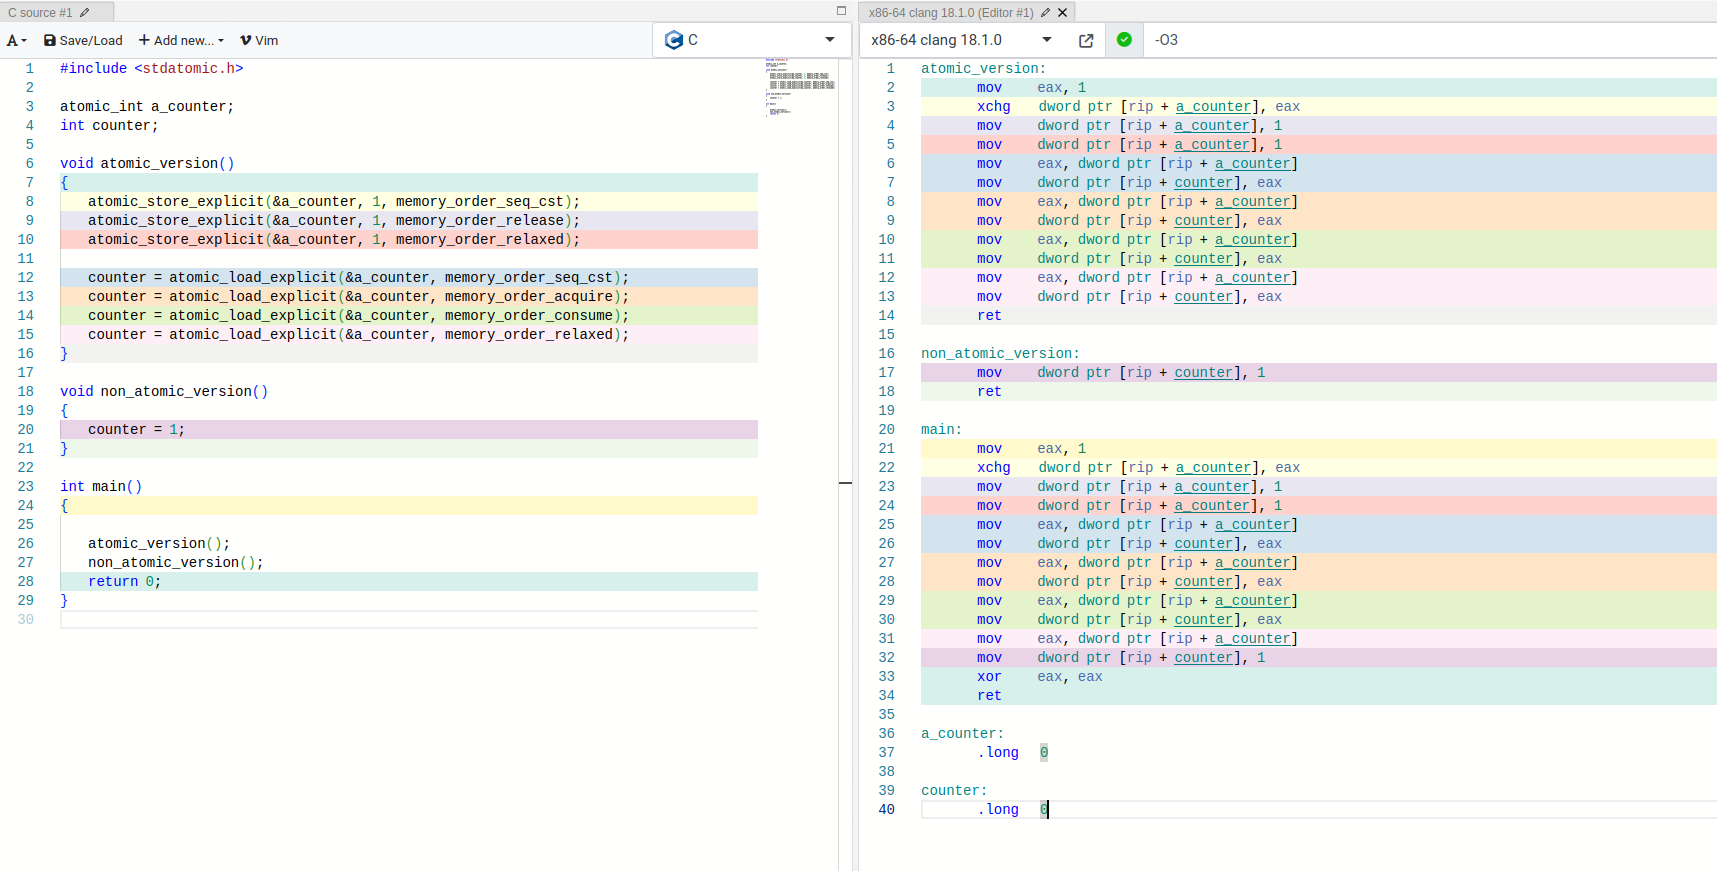 C source #1
A Save/Load + Add new... Vim
C
1 #include <stdatomic.h>
2
3 atomic_int a_counter;
4 int counter;
5
6 void atomic_version()
7 {
8 atomic_store_explicit(&a_counter, 1, memory_order_seq_cst);
9 atomic_store_explicit(&a_counter, 1, memory_order_release);
10 atomic_store_explicit(&a_counter, 1, memory_order_relaxed);
11
12 counter = atomic_load_explicit(&a_counter, memory_order_seq_cst);
13 counter = atomic_load_explicit(&a_counter, memory_order_acquire);
14 counter = atomic_load_explicit(&a_counter, memory_order_consume);
15 counter = atomic_load_explicit(&a_counter, memory_order_relaxed);
16 }
17
18 void non_atomic_version()
19 {
20 counter = 1;
21 }
22
23 int main()
24 {
25
26 atomic_version();
27 non_atomic_version();
28 return 0;
29 }
30
x86-64 clang 18.1.0 (Editor #1)
x86-64 clang 18.1.0 -O3
1 atomic_version:
2 mov eax, 1
3 xchg dword ptr [rip + a_counter], eax
4 mov dword ptr [rip + a_counter], 1
5 mov dword ptr [rip + a_counter], 1
6 mov eax, dword ptr [rip + a_counter]
7 mov dword ptr [rip + counter], eax
8 mov eax, dword ptr [rip + a_counter]
9 mov dword ptr [rip + counter], eax
10 mov eax, dword ptr [rip + a_counter]
11 mov dword ptr [rip + counter], eax
12 mov eax, dword ptr [rip + a_counter]
13 mov dword ptr [rip + counter], eax
14 ret
15
16 non_atomic_version:
17 mov dword ptr [rip + counter], 1
18 ret
19
20 main:
21 mov eax, 1
22 xchg dword ptr [rip + a_counter], eax
23 mov dword ptr [rip + a_counter], 1
24 mov dword ptr [rip + a_counter], 1
25 mov eax, dword ptr [rip + a_counter]
26 mov dword ptr [rip + counter], eax
27 mov eax, dword ptr [rip + a_counter]
28 mov dword ptr [rip + counter], eax
29 mov eax, dword ptr [rip + a_counter]
30 mov dword ptr [rip + counter], eax
31 mov eax, dword ptr [rip + a_counter]
32 mov dword ptr [rip + counter], 1
33 xor eax, eax
34 ret
35
36 a_counter:
37 .long 0
38
39 counter:
40 .long 0